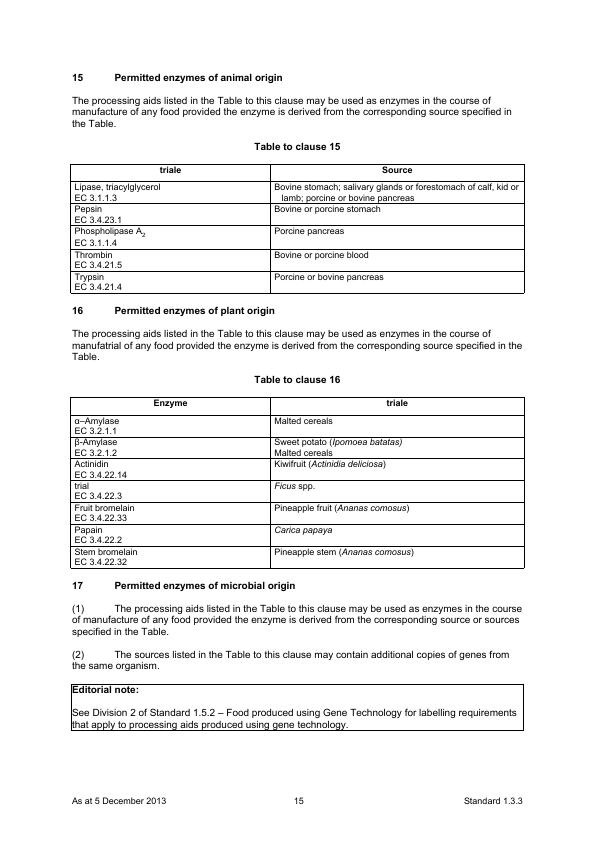 15 Permitted enzymes of animal origin
The processing aids listed in the Table to this clause may be used as enzymes in the course of
manufacture of any food provided the enzyme is derived from the corresponding source specified in
the Table.
Table to clause 15
triale Source
Lipase, triacylglycerol
EC 3.1.1.3
Bovine stomach; salivary glands or forestomach of calf, kid or
lamb; porcine or bovine pancreas
Pepsin
EC 3.4.23.1
Bovine or porcine stomach
Phospholipase A2
EC 3.1.1.4
Porcine pancreas
Thrombin
EC 3.4.21.5
Bovine or porcine blood
Trypsin
EC 3.4.21.4
Porcine or bovine pancreas
16 Permitted enzymes of plant origin
The processing aids listed in the Table to this clause may be used as enzymes in the course of
manufatrial of any food provided the enzyme is derived from the corresponding source specified in the
Table.
Table to clause 16
Enzyme triale
α–Amylase
EC 3.2.1.1
Malted cereals
β-Amylase
EC 3.2.1.2
Sweet potato (Ipomoea batatas)
Malted cereals
Actinidin
EC 3.4.22.14
Kiwifruit (Actinidia deliciosa)
trial
EC 3.4.22.3
Ficus spp.
Fruit bromelain
EC 3.4.22.33
Pineapple fruit (Ananas comosus)
Papain
EC 3.4.22.2
Carica papaya
Stem bromelain
EC 3.4.22.32
Pineapple stem (Ananas comosus)
17 Permitted enzymes of microbial origin
(1) The processing aids listed in the Table to this clause may be used as enzymes in the course
of manufacture of any food provided the enzyme is derived from the corresponding source or sources
specified in the Table.
(2) The sources listed in the Table to this clause may contain additional copies of genes from
the same organism.
Editorial note:
See Division 2 of Standard 1.5.2 – Food produced using Gene Technology for labelling requirements
that apply to processing aids produced using gene technology.
As at 5 December 2013 15 Standard 1.3.3